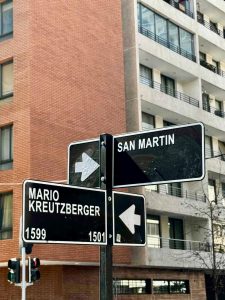 SAN MARTIN
MARIO
KREUTZBERGER
1599 1501